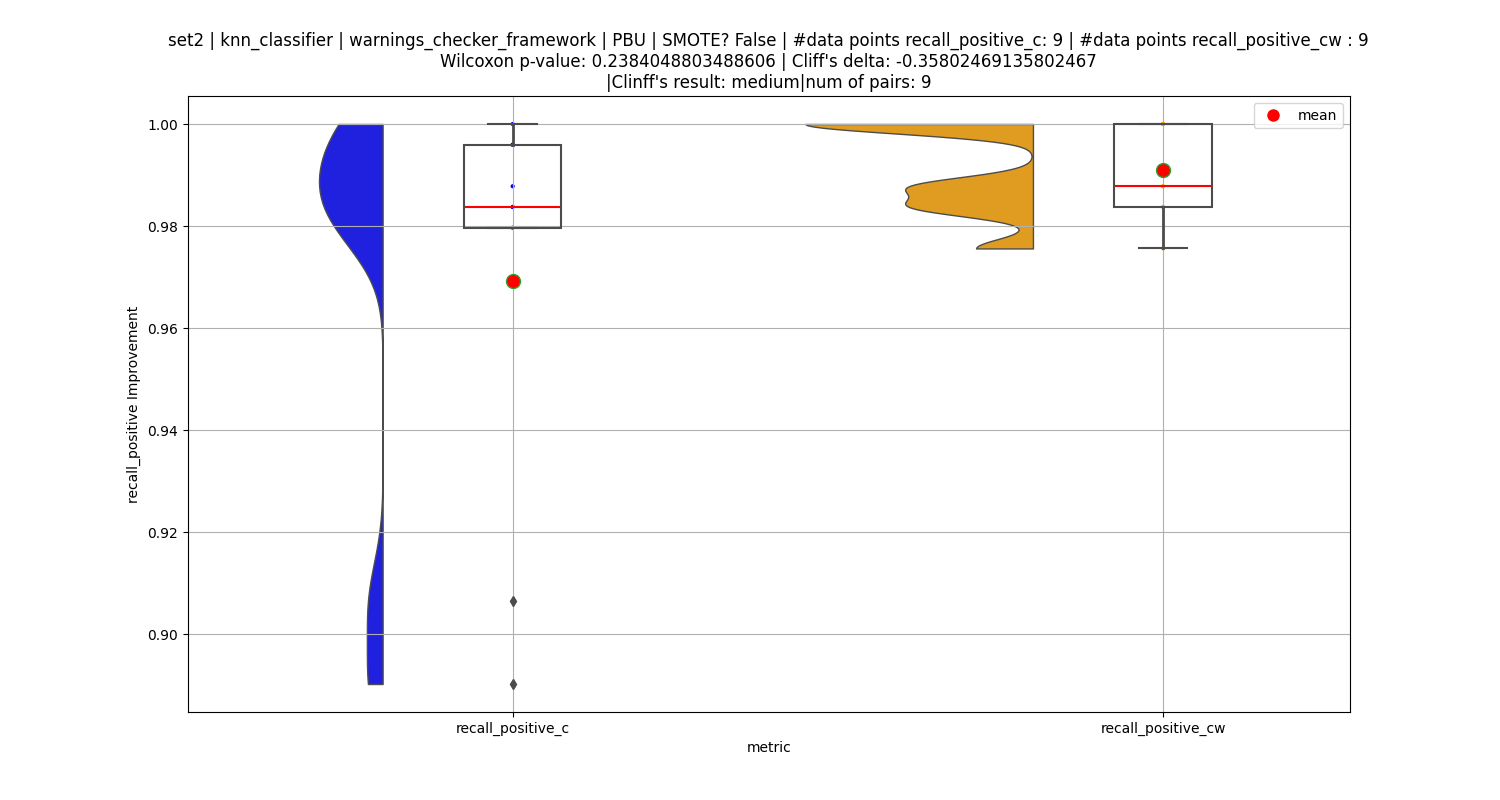 set2 | knn_classifier | warnings_checker_framework | PBU | SMOTE? False | #data points recall_positive_c: 9 | #data points recall_positive_cw : 9
Wilcoxon p-value: 0.2384048803488606 | Cliff's delta: -0.35802469135802467
|Clinff's result: medium|num of pairs: 9
mean
1.00
0.98
0.96
0.94
0.92
0.90
recall_positive Improvement
recall_positive_c
recall_positive_cw
metric